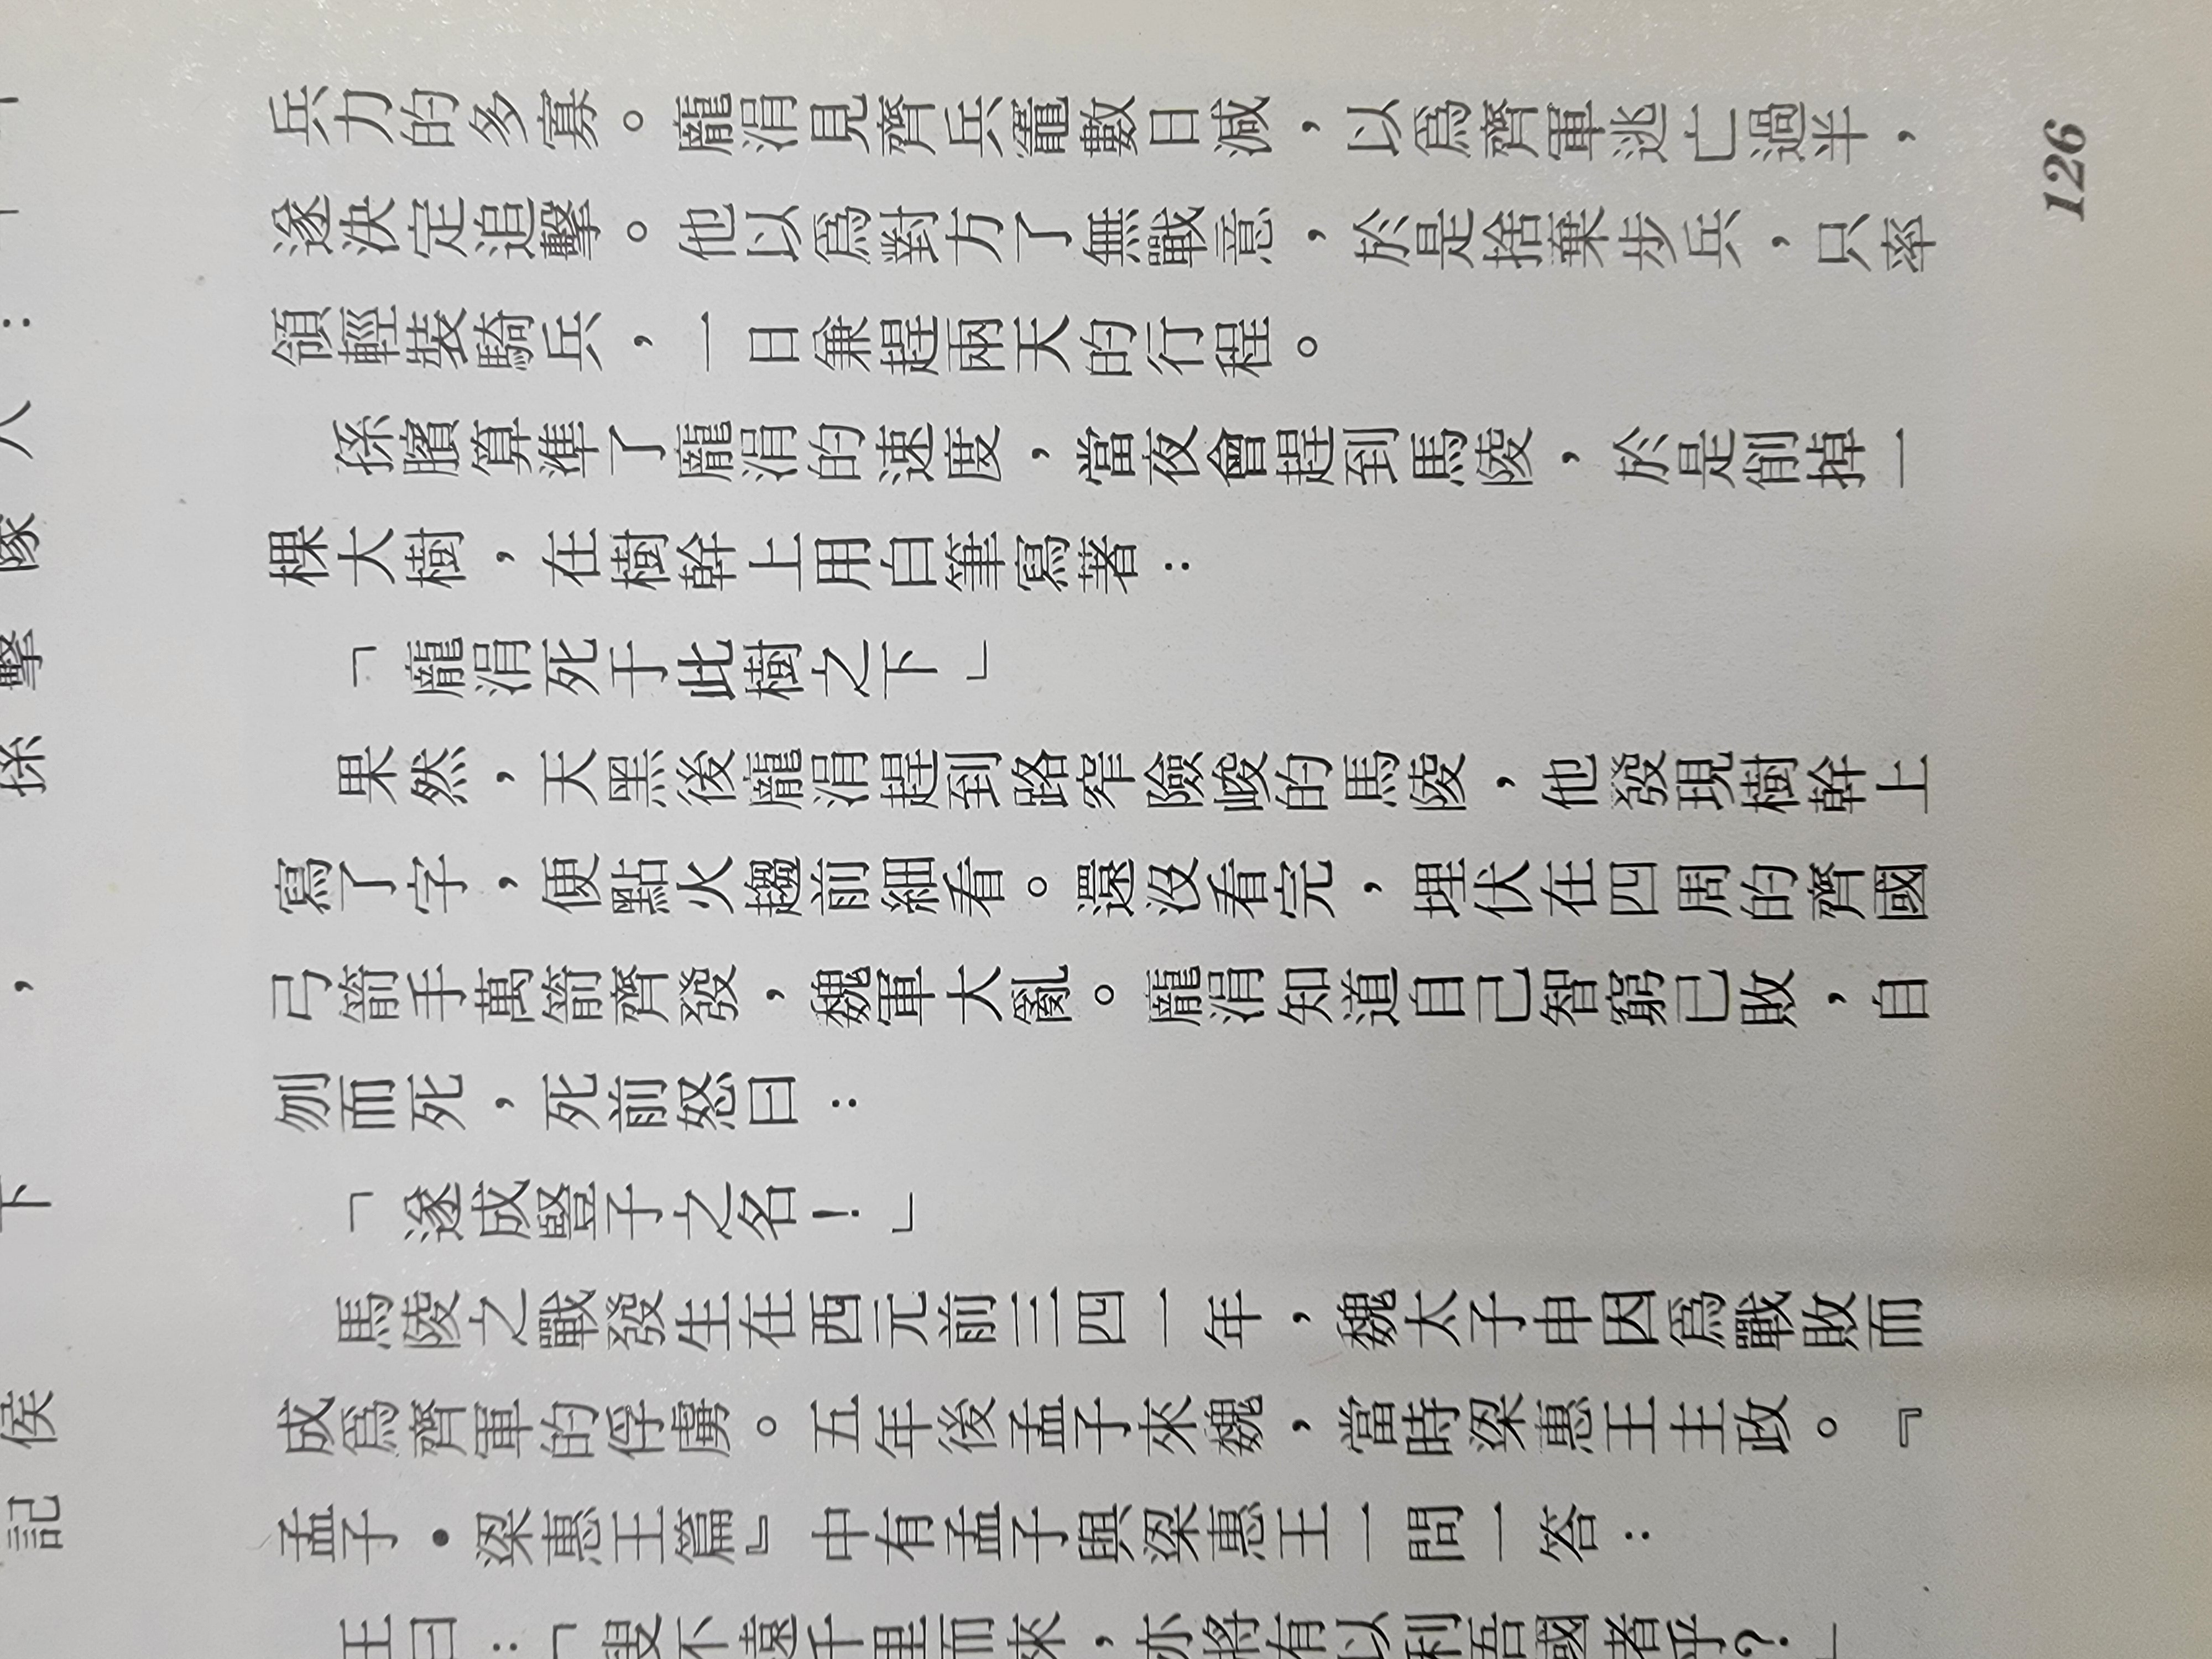 ：
隊
擊
孫
，
下
侯
記
兵力的多寡。龐涓見齊兵竈數日減，以爲齊軍逃亡過半，
遂決定追擊。他以爲對方了無戰意，於是捨棄步兵，只率
領輕裝騎兵，一日兼趕兩天的行程。
孫臏算準了龐涓的速度，當夜會趕到馬陵，於是削掉一
棵大樹，在樹幹上用白筆寫著：
「龐涓死于此樹之下」
果然，天黑後龐涓趕到路窄險峻的馬陵，他發現樹幹上
寫了字，便點火趨前細看。還沒看完，埋伏在四周的齊國
弓箭手萬箭齊發，魏軍大亂。龐涓知道自己智窮已敗，自
刎而死，死前怒曰：
「遂成豎子之名！」
馬陵之戰發生在西元前三四一年，魏太子申因爲戰敗而
成爲齊軍的俘虜。五年後孟子來魏，當時梁惠王主政。『
孟子•梁惠王篇』中有孟子與梁惠王一問一答：
王曰：「叟不遠千里而來，亦將有以利吾國者乎？」
126